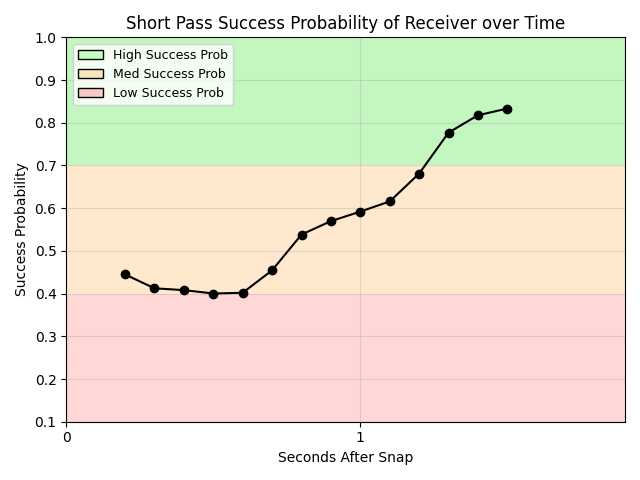 Short Pass Success Probability of Receiver over Time
1.0
0.9
0.8
0.7
0.6
0.5
0.4
0.3
0.2
0.1
Success Probability
High Success Prob
Med Success Prob
Low Success Prob
0
1
Seconds After Snap